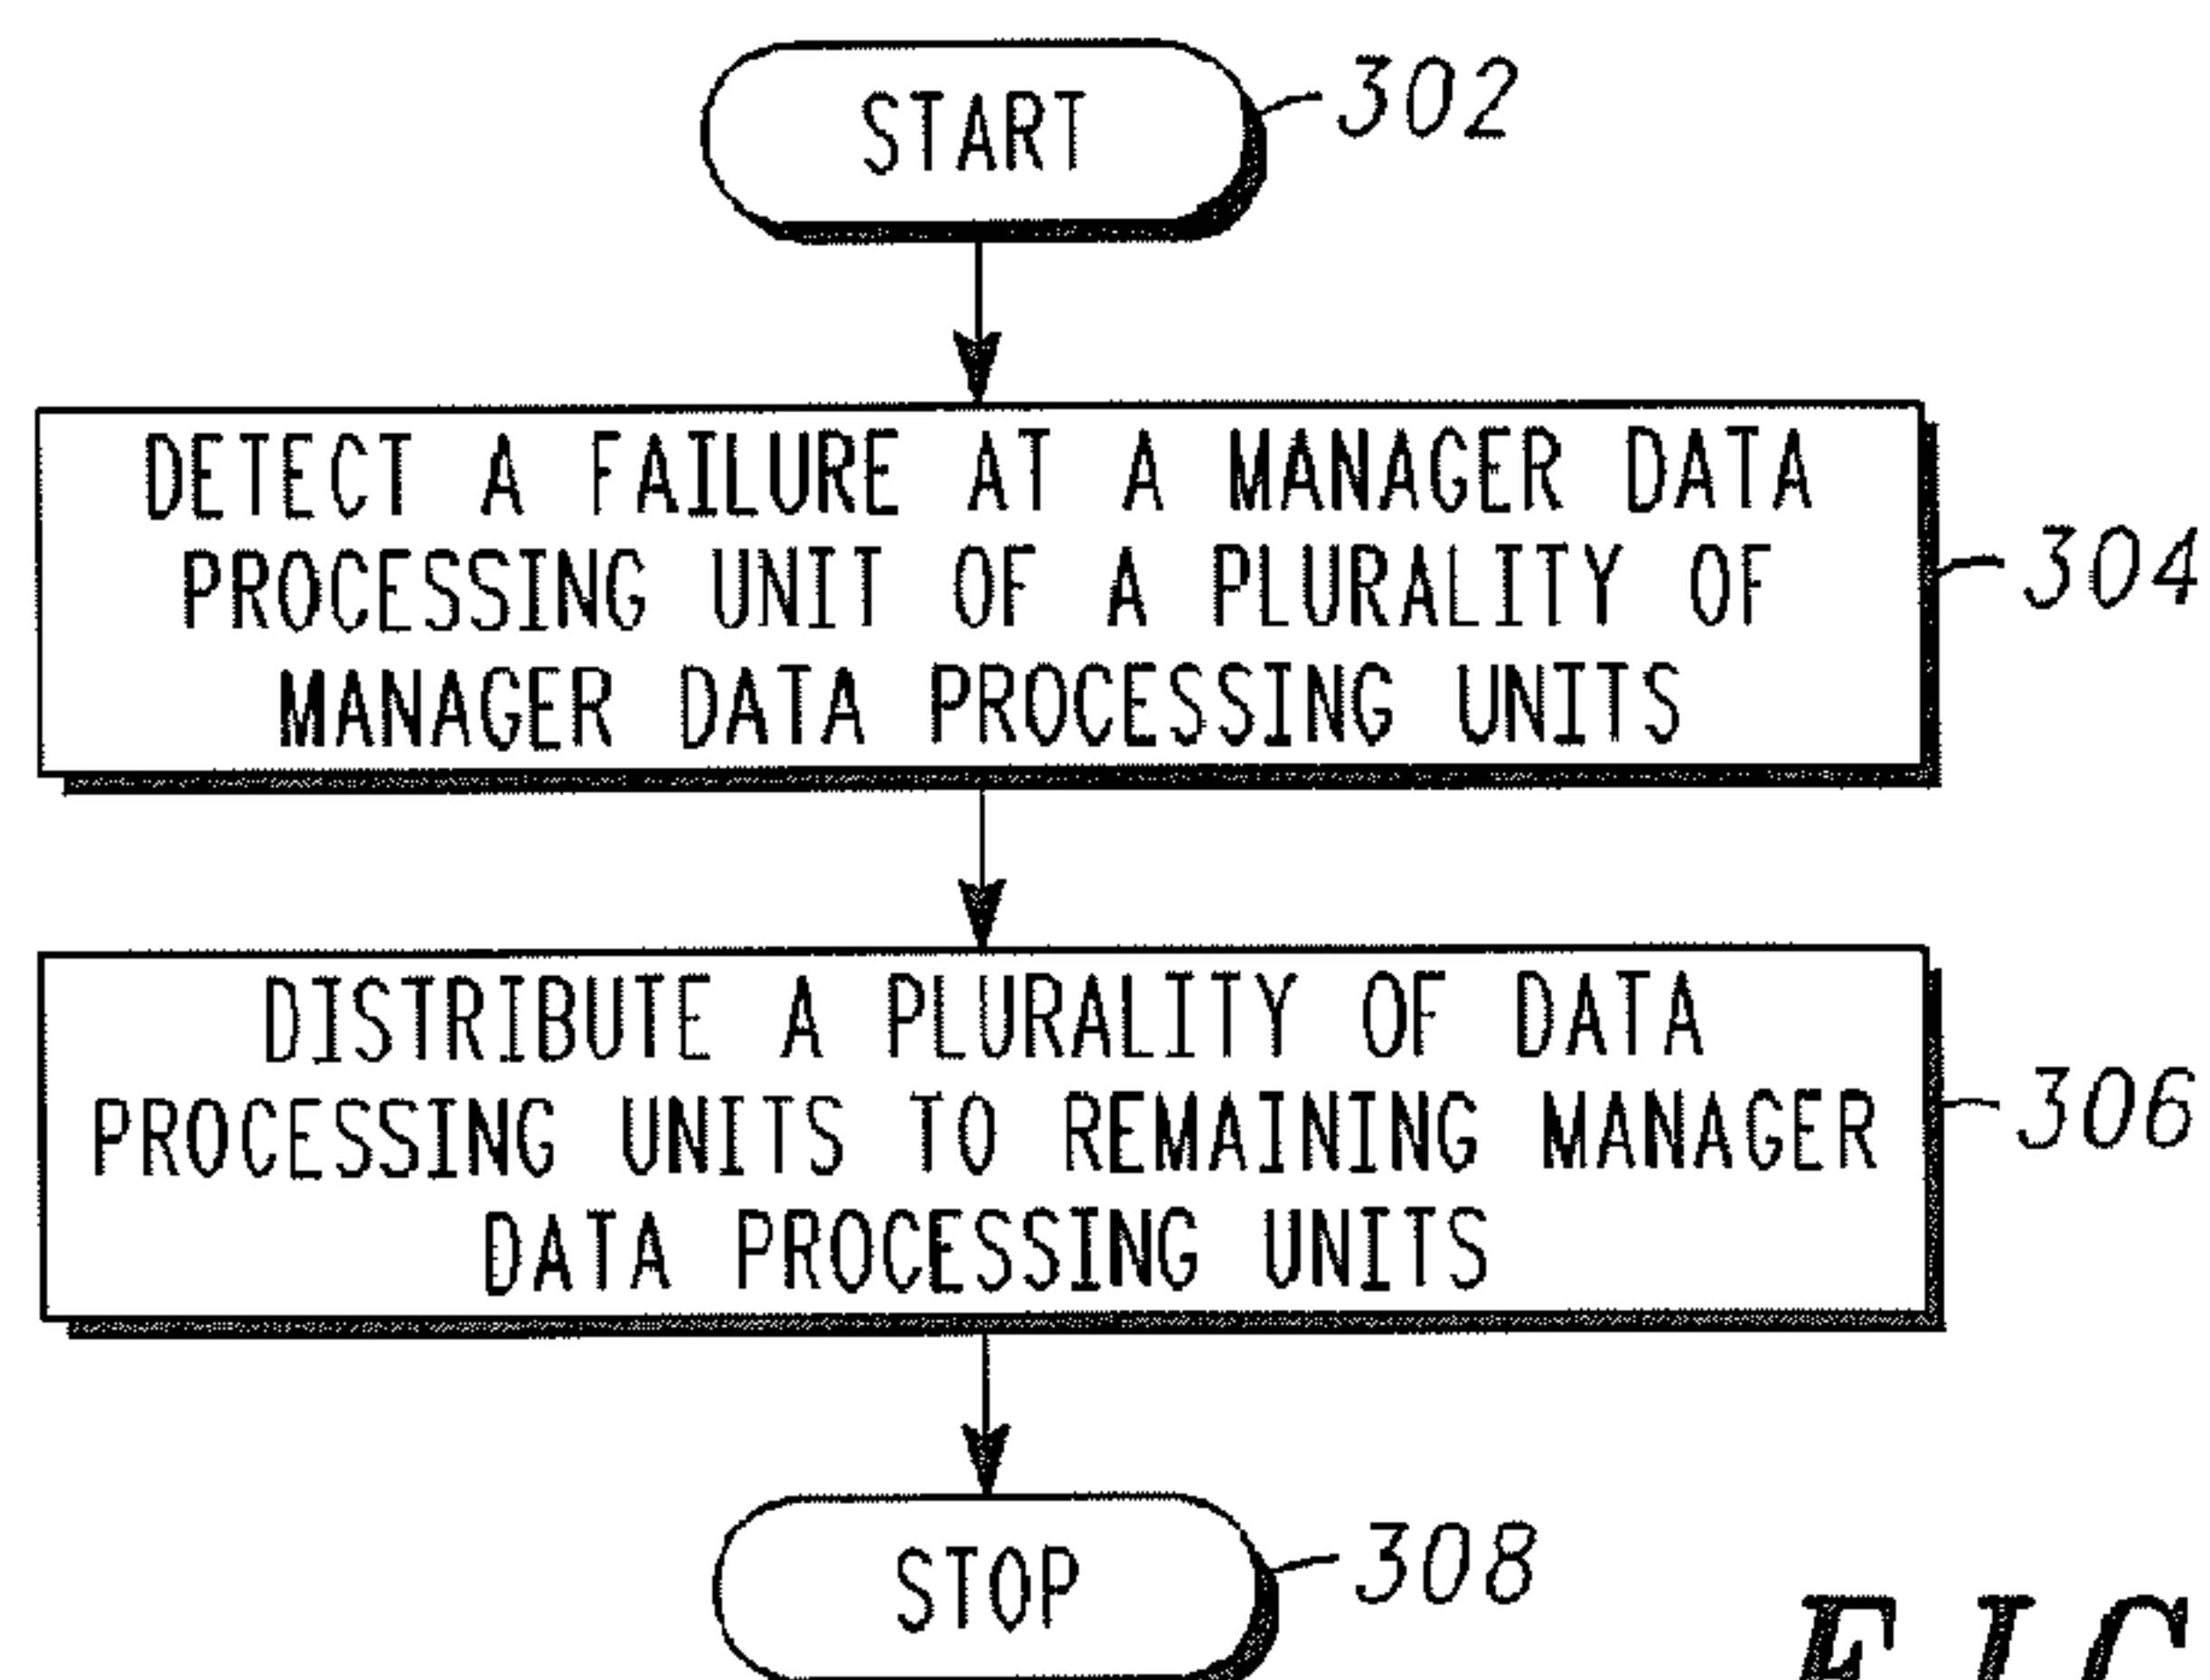 START
302
DETECT A FAILURE AT A MANAGER DATA
PROCESSING UNIT OF A PLURALITY OF
MANAGER DATA PROCESSING UNITS
304
DISTRIBUTE A PLURALITY OF DATA
PROCESSING UNITS TO REMAINING MANAGER
DATA PROCESSING UNITS
306
STOP
308